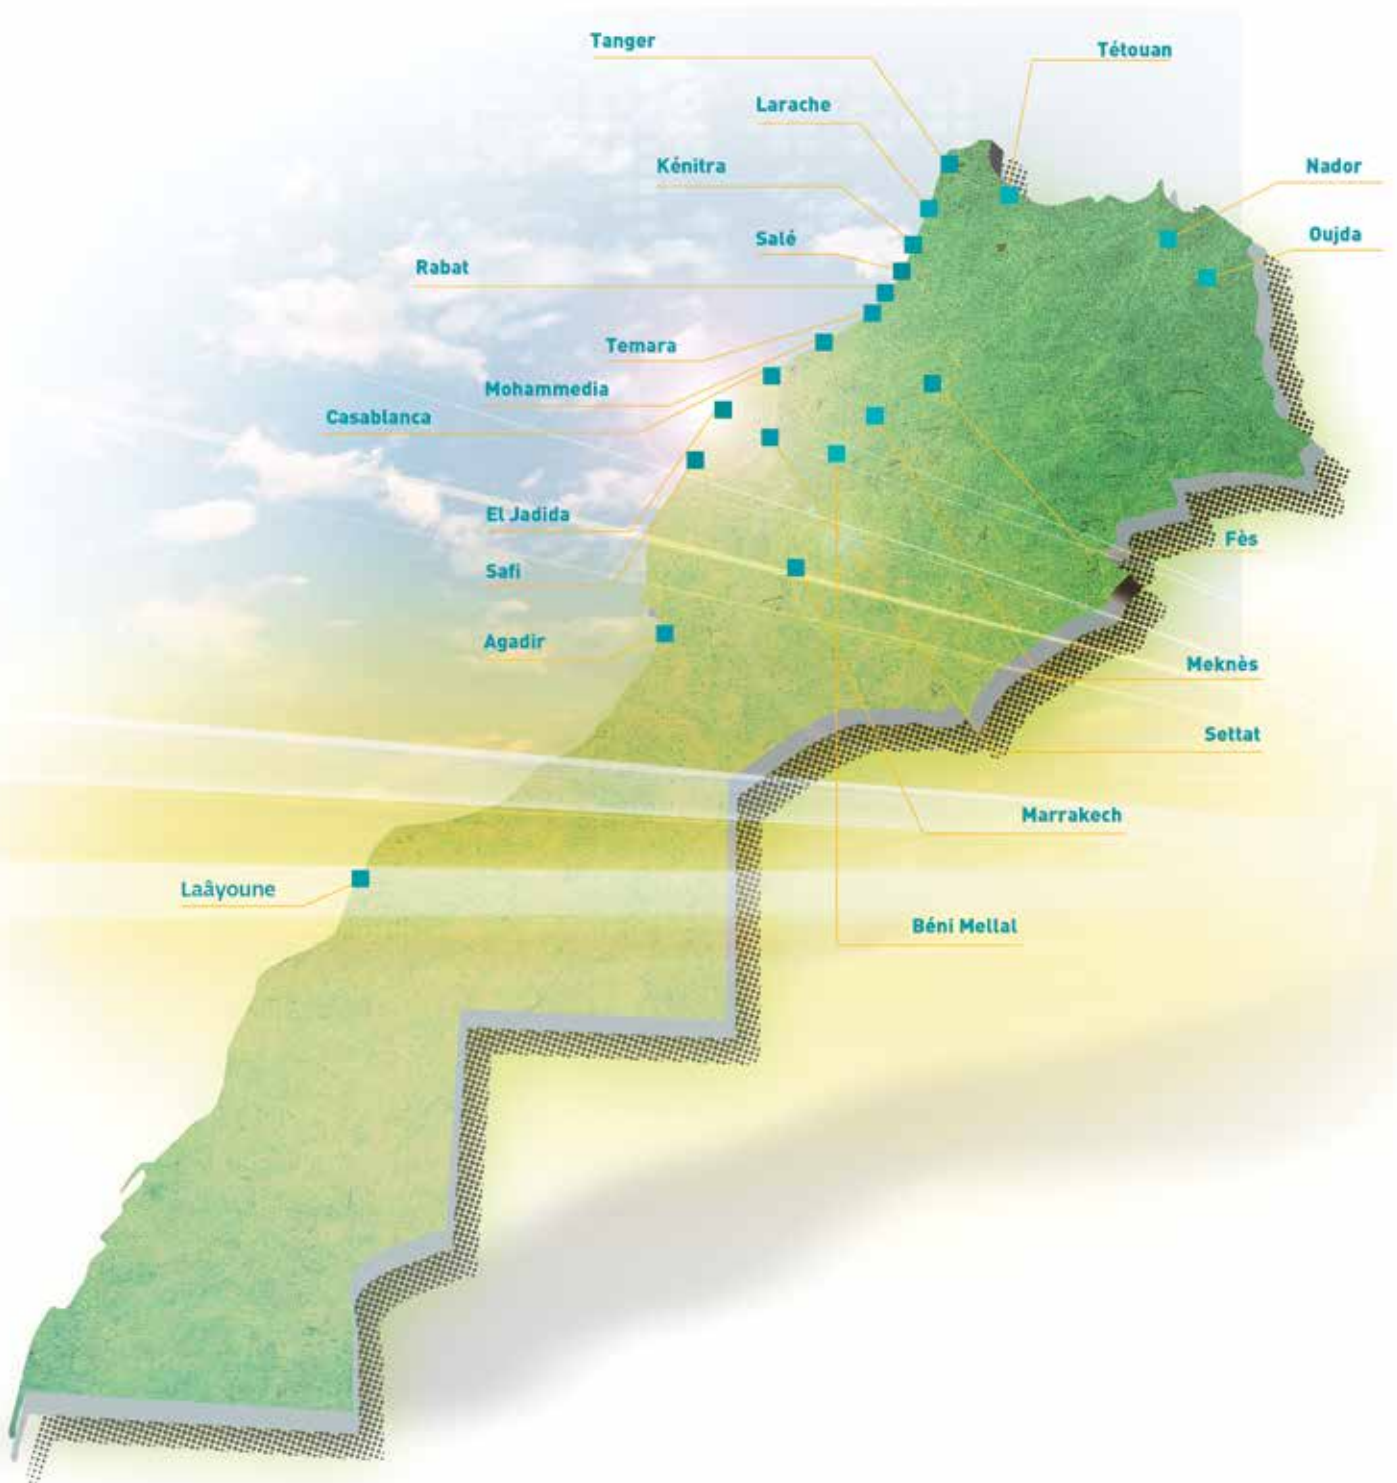 Tanger
Tétouan
Larache
Kénitra
Nador
Salé
Oujda
Rabat
Temara
Mohammedia
Casablanca
El Jadida
Fès
Safi
Agadir
Meknès
Settat
Marrakech
Laâyoune
Béni Mellal